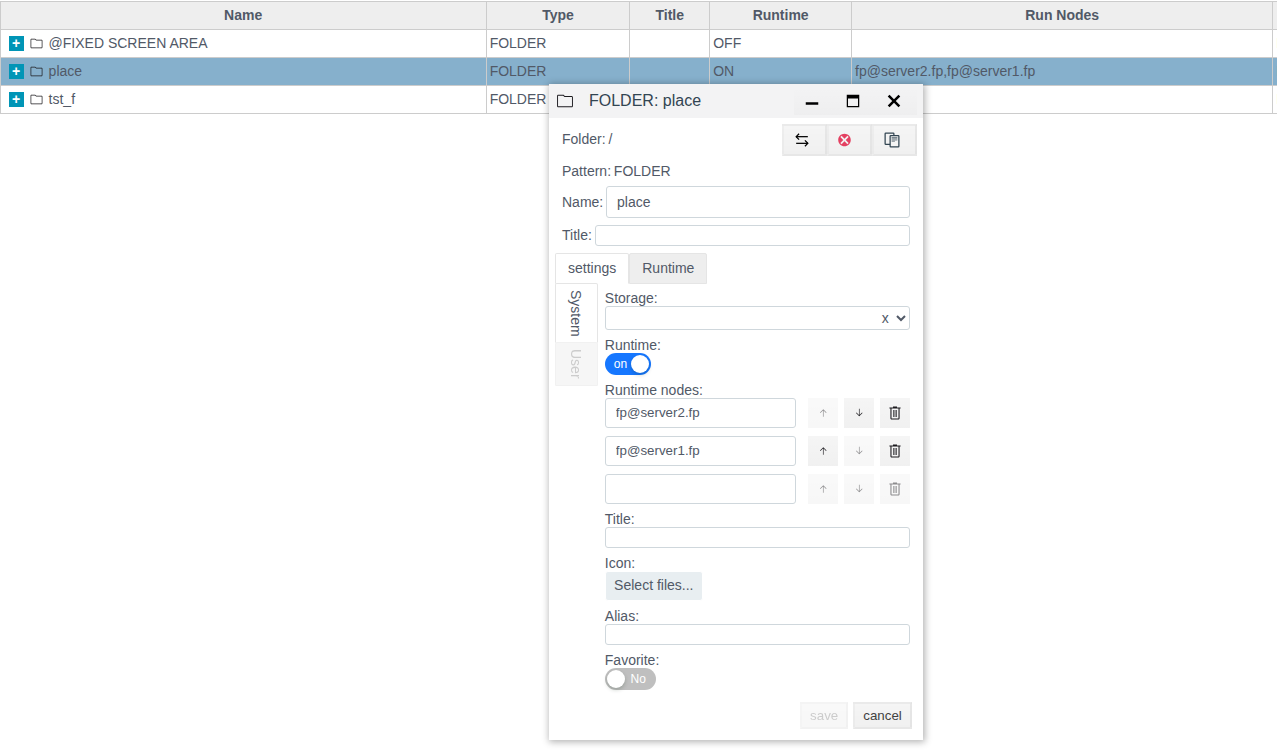 Name Type Title Runtime Run Nodes
@FIXED SCREEN AREA FOLDER OFF
place FOLDER ON fp@server2.fp,fp@server1.fp
tst_f FOLDER
FOLDER: place
Folder: /
Pattern: FOLDER
Name: place
Title:
settings Runtime
System
User
Storage:
x
Runtime:
on
Runtime nodes:
fp@server2.fp
fp@server1.fp
Title:
Icon:
Select files...
Alias:
Favorite:
No
save cancel